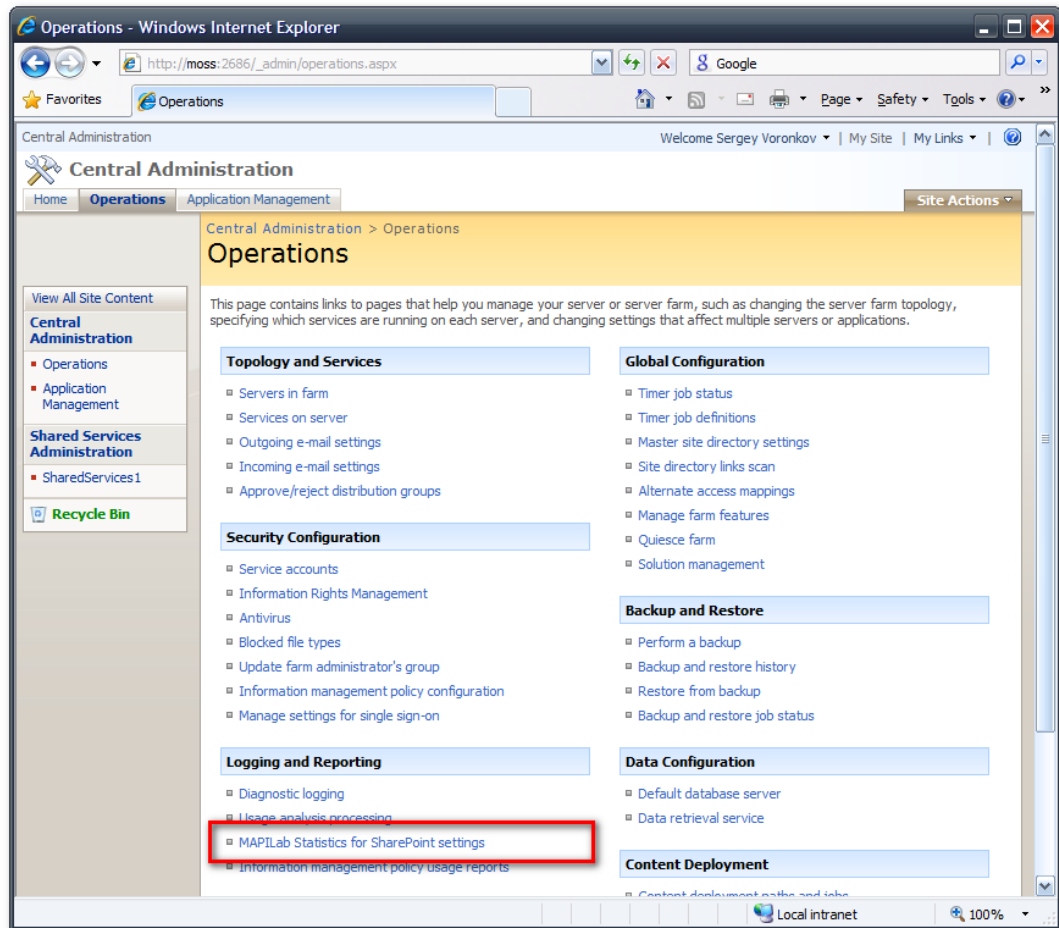 Operations - Windows Internet Explorer
http://moss:2686/_admin/operations.aspx
Google
Favorites
Operations
Page
Safety
Tools
»
Central Administration
Welcome Sergey Voronkov
| My Site | My Links
|
Central Administration
Home
Operations
Application Management
Site Actions
Central Administration > Operations
Operations
View All Site Content
Central
Administration
Operations
Application
Management
Shared Services
Administration
SharedServices1
Recycle Bin
This page contains links to pages that help you manage your server or server farm, such as changing the server farm topology,
specifying which services are running on each server, and changing settings that affect multiple servers or applications.
Topology and Services
Servers in farm
Services on server
Outgoing e-mail settings
Incoming e-mail settings
Approve/reject distribution groups
Security Configuration
Service accounts
Information Rights Management
Antivirus
Blocked file types
Update farm administrator's group
Information management policy configuration
Manage settings for single sign-on
Logging and Reporting
Diagnostic logging
Usage analysis processing
MAPILab Statistics for SharePoint settings
Information management policy usage reports
Global Configuration
Timer job status
Timer job definitions
Master site directory settings
Site directory links scan
Alternate access mappings
Manage farm features
Quiesce farm
Solution management
Backup and Restore
Perform a backup
Backup and restore history
Restore from backup
Backup and restore job status
Data Configuration
Default database server
Data retrieval service
Content Deployment
Content deployment paths and jobs
Local intranet
100%